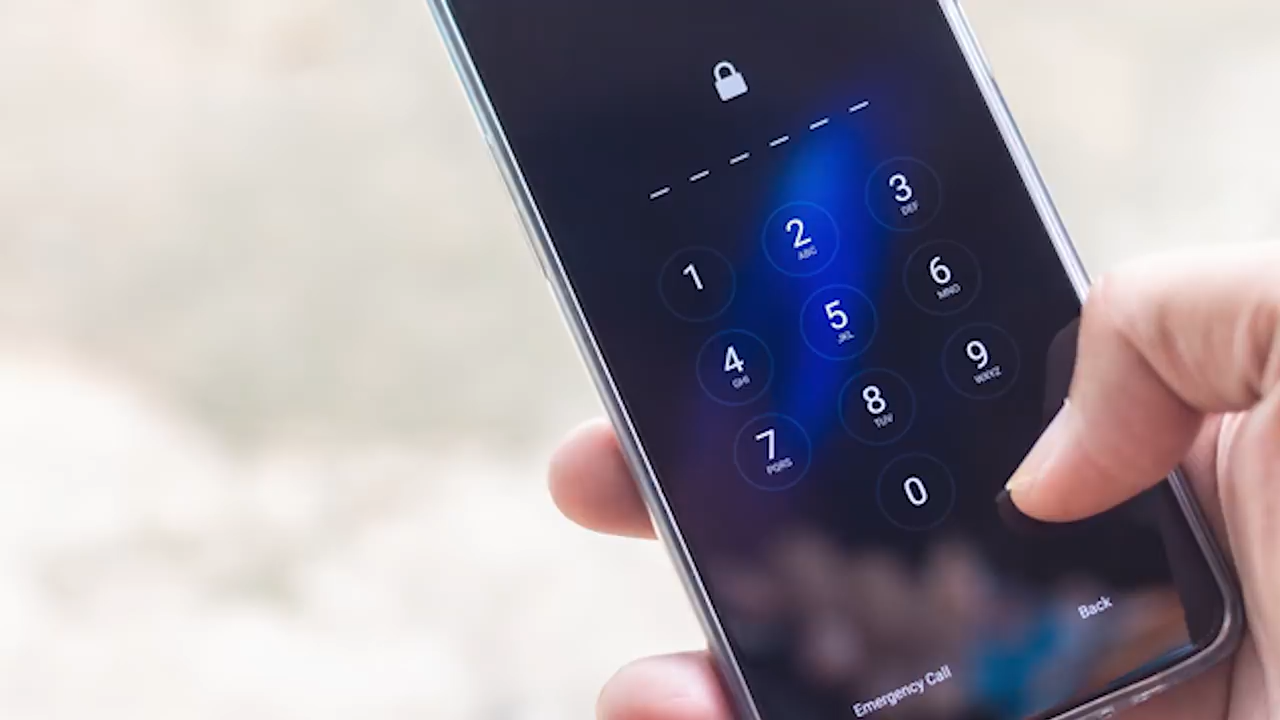 1 2 ABC 3 DEF
4 GHI 5 JKL 6 MNO
7 PQRS 8 TUV 9 WXYZ
0
Emergency Call Back